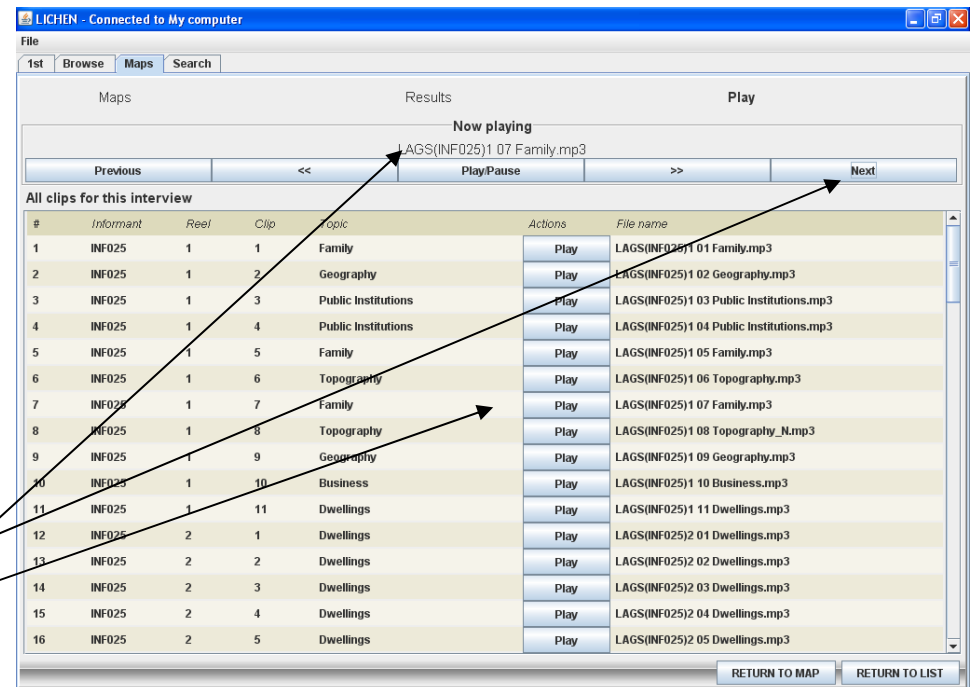 LICHEN - Connected to My computer
File
1st Browse Maps Search
Maps Results Play
Now playing
LAGS(INF025)1 07 Family.mp3
Previous << Play/Pause >> Next
All clips for this interview
# Informant Reel Clip Topic Actions File name
1 INF025 1 1 Family Play LAGS(INF025)1 01 Family.mp3
2 INF025 1 2 Geography Play LAGS(INF025)1 02 Geography.mp3
3 INF025 1 3 Public Institutions Play LAGS(INF025)1 03 Public Institutions.mp3
4 INF025 1 4 Public Institutions Play LAGS(INF025)1 04 Public Institutions.mp3
5 INF025 1 5 Family Play LAGS(INF025)1 05 Family.mp3
6 INF025 1 6 Topography Play LAGS(INF025)1 06 Topography.mp3
7 INF025 1 7 Family Play LAGS(INF025)1 07 Family.mp3
8 INF025 1 8 Topography Play LAGS(INF025)1 08 Topography_N.mp3
9 INF025 1 9 Geography Play LAGS(INF025)1 09 Geography.mp3
10 INF025 1 10 Business Play LAGS(INF025)1 10 Business.mp3
11 INF025 1 11 Dwellings Play LAGS(INF025)1 11 Dwellings.mp3
12 INF025 2 1 Dwellings Play LAGS(INF025)2 01 Dwellings.mp3
13 INF025 2 2 Dwellings Play LAGS(INF025)2 02 Dwellings.mp3
14 INF025 2 3 Dwellings Play LAGS(INF025)2 03 Dwellings.mp3
15 INF025 2 4 Dwellings Play LAGS(INF025)2 04 Dwellings.mp3
16 INF025 2 5 Dwellings Play LAGS(INF025)2 05 Dwellings.mp3
RETURN TO MAP RETURN TO LIST